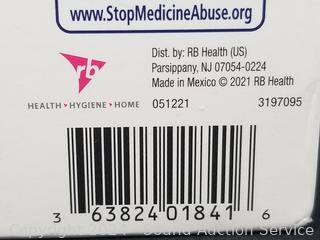 www.StopMedicineAbuse.org
Dist. by: RB Health (US)
Parsippany, NJ 07054-0224
Made in Mexico © 2021 RB Health
rb
HEALTH ▾ HYGIENE ▾ HOME
051221 3197095
3 63824 01841 6